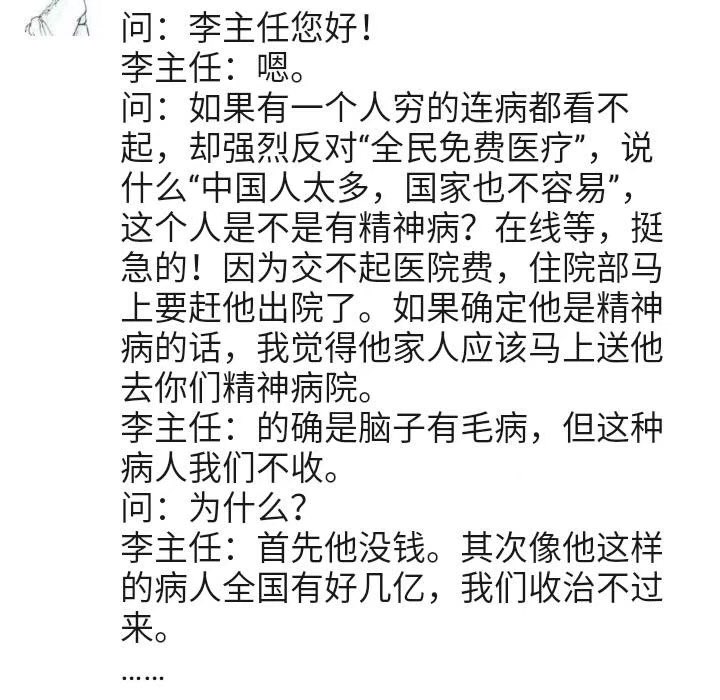 问：李主任您好！
李主任：嗯。
问：如果有一个人穷的连病都看不
起，却强烈反对“全民免费医疗”，说
什么“中国人太多，国家也不容易”，
这个人是不是有精神病？在线等，挺
急的！因为交不起医院费，住院部马
上要赶他出院了。如果确定他是精神
病的话，我觉得他家人应该马上送他
去你们精神病院。
李主任：的确是脑子有毛病，但这种
病人我们不收。
问：为什么？
李主任：首先他没钱。其次像他这样
的病人全国有好几亿，我们收治不过
来。
……